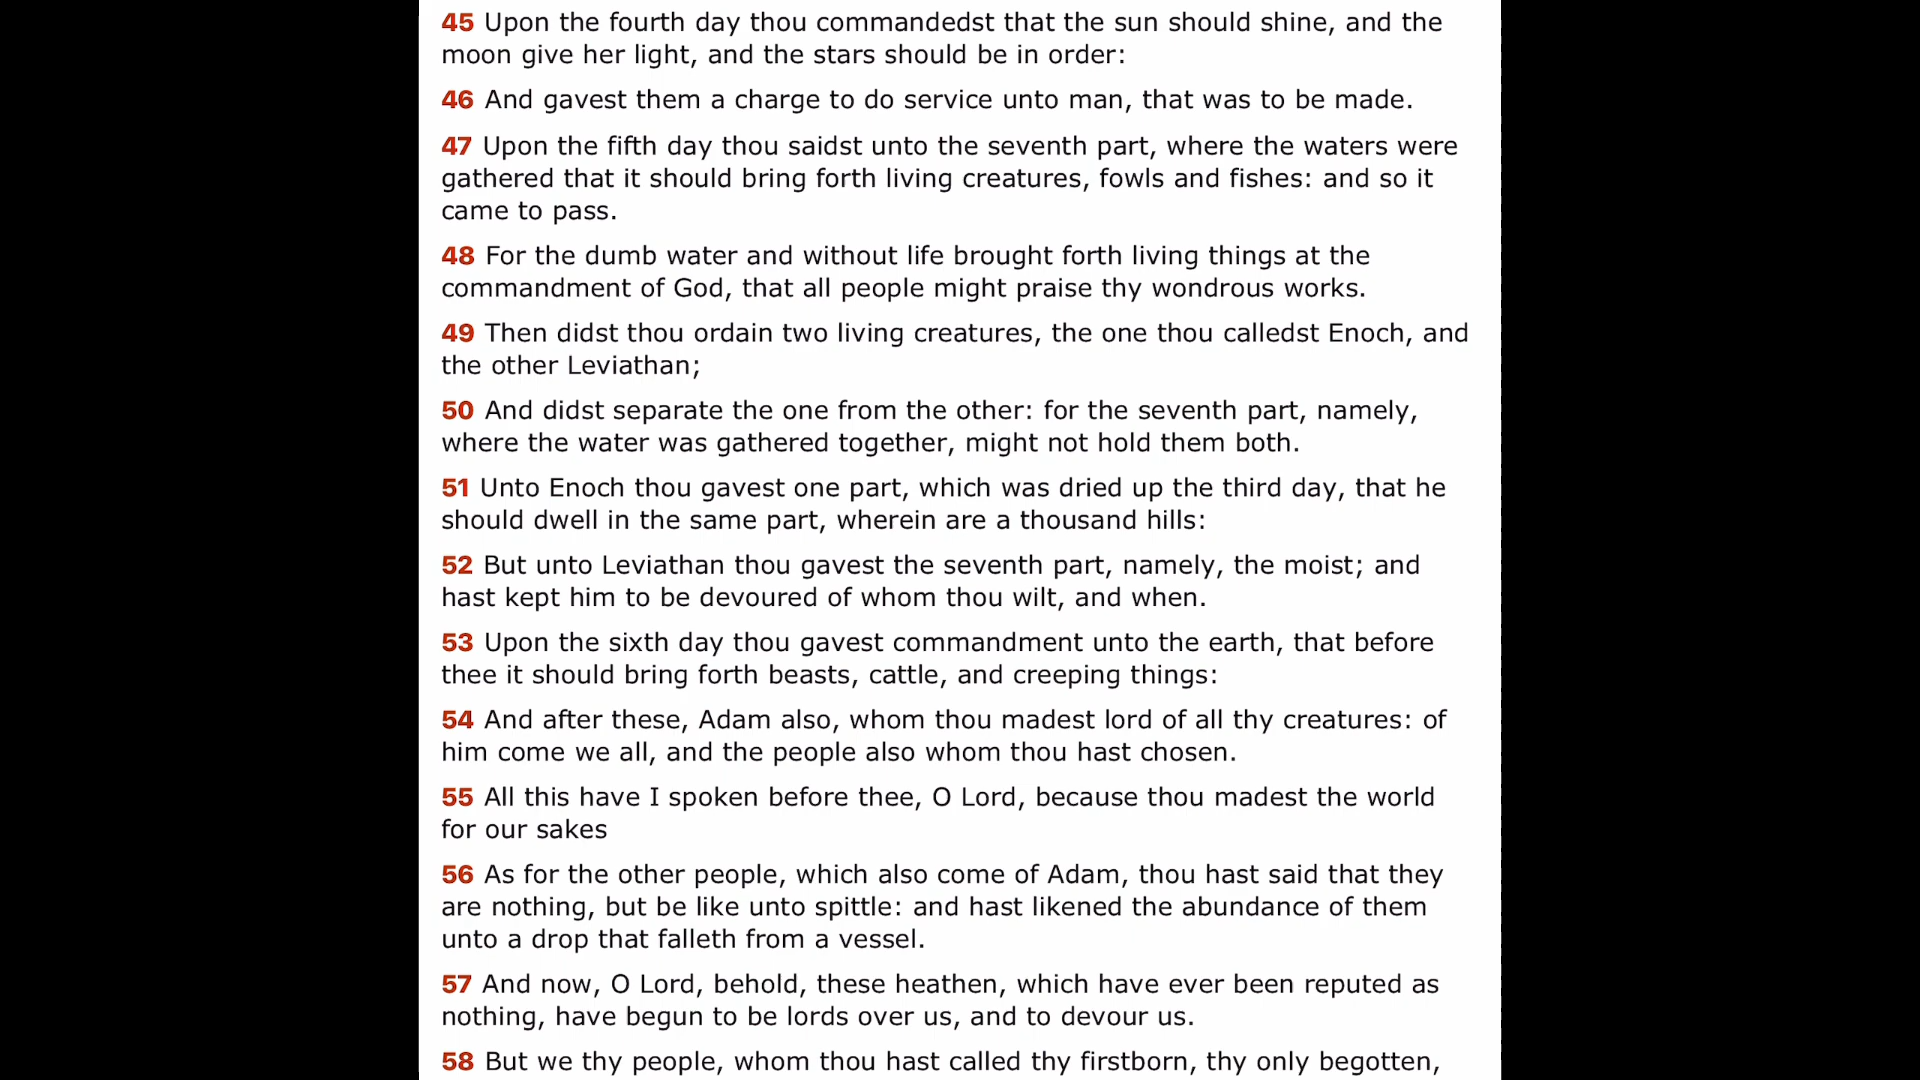 45 Upon the fourth day thou commandedst that the sun should shine, and the
moon give her light, and the stars should be in order:
46 And gavest them a charge to do service unto man, that was to be made.
47 Upon the fifth day thou saidst unto the seventh part, where the waters were
gathered that it should bring forth living creatures, fowls and fishes: and so it
came to pass.
48 For the dumb water and without life brought forth living things at the
commandment of God, that all people might praise thy wondrous works.
49 Then didst thou ordain two living creatures, the one thou calledst Enoch, and
the other Leviathan;
50 And didst separate the one from the other: for the seventh part, namely,
where the water was gathered together, might not hold them both.
51 Unto Enoch thou gavest one part, which was dried up the third day, that he
should dwell in the same part, wherein are a thousand hills:
52 But unto Leviathan thou gavest the seventh part, namely, the moist; and
hast kept him to be devoured of whom thou wilt, and when.
53 Upon the sixth day thou gavest commandment unto the earth, that before
thee it should bring forth beasts, cattle, and creeping things:
54 And after these, Adam also, whom thou madest lord of all thy creatures: of
him come we all, and the people also whom thou hast chosen.
55 All this have I spoken before thee, O Lord, because thou madest the world
for our sakes
56 As for the other people, which also come of Adam, thou hast said that they
are nothing, but be like unto spittle: and hast likened the abundance of them
unto a drop that falleth from a vessel.
57 And now, O Lord, behold, these heathen, which have ever been reputed as
nothing, have begun to be lords over us, and to devour us.
58 But we thy people, whom thou hast called thy firstborn, thy only begotten,